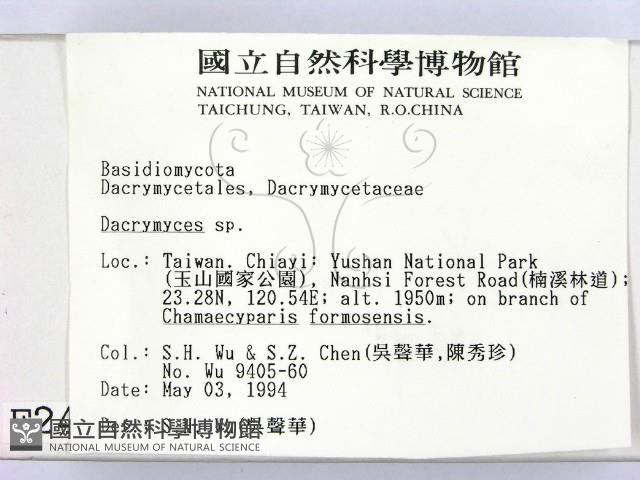 國立自然科學博物館
NATIONAL MUSEUM OF NATURAL SCIENCE
TAICHUNG, TAIWAN, R.O.CHINA
Basidiomycota
Dacrymycetales, Dacrymycetaceae
Dacrymyces sp.
Loc.: Taiwan. Chiayi: Yushan National Park
(玉山國家公園), Nanhsi Forest Road(楠溪林道);
23.28N, 120.54E; alt. 1950m; on branch of
Chamaecyparis formosensis.
Col.: S.H. Wu & S.Z. Chen(吳聲華,陳秀珍)
No. Wu 9405-60
Date: May 03, 1994
吳聲華)
國立自然科學博物館
NATIONAL MUSEUM OF NATURAL SCIENCE